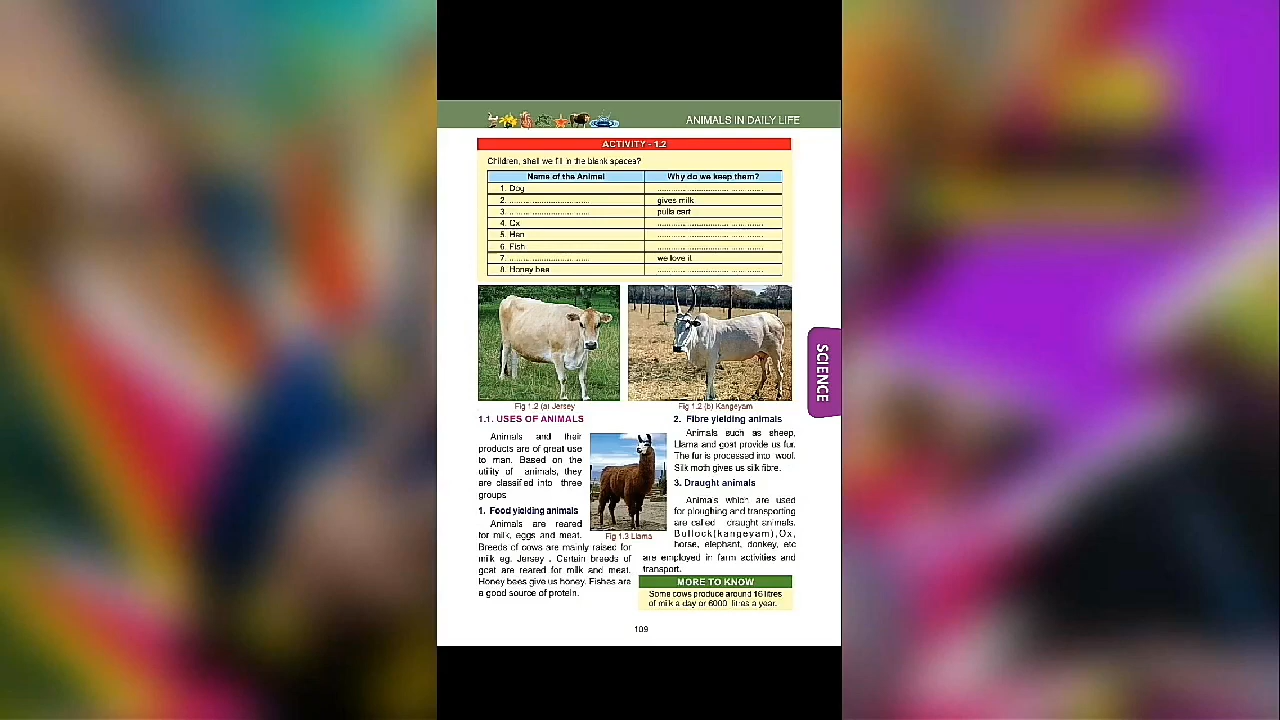 ANIMALS IN DAILY LIFE
ACTIVITY - 1.2
Children, shall we fill in the blank spaces?
Name of the Animal Why do we keep them?
1. Dog ..........................................
2. ................................ gives milk
3. ................................ pulls cart
4. Ox ..........................................
5. Hen ..........................................
6. Fish ..........................................
7. ................................ we love it
8. Honey bee ..........................................
Fig 1.2 (a) Jersey
Fig 1.2 (b) Kangeyam
SCIENCE
1.1. USES OF ANIMALS
Animals and their
products are of great use
to man. Based on the
utility of animals, they
are classified into three
groups
1. Food yielding animals
Animals are reared
for milk, eggs and meat.
Breeds of cows are mainly raised for
milk eg. Jersey . Certain breeds of
goat are reared for milk and meat.
Honey bees give us honey. Fishes are
a good source of protein.
Fig 1.3 Llama
2. Fibre yielding animals
Animals such as sheep,
Llama and goat provide us fur.
The fur is processed into wool.
Silk moth gives us silk fibre.
3. Draught animals
Animals which are used
for ploughing and transporting
are called draught animals.
Bullock(kangeyam),Ox,
horse, elephant, donkey, etc
are employed in farm activities and
transport.
MORE TO KNOW
Some cows produce around 16 litres
of milk a day or 6000 litres a year.
109